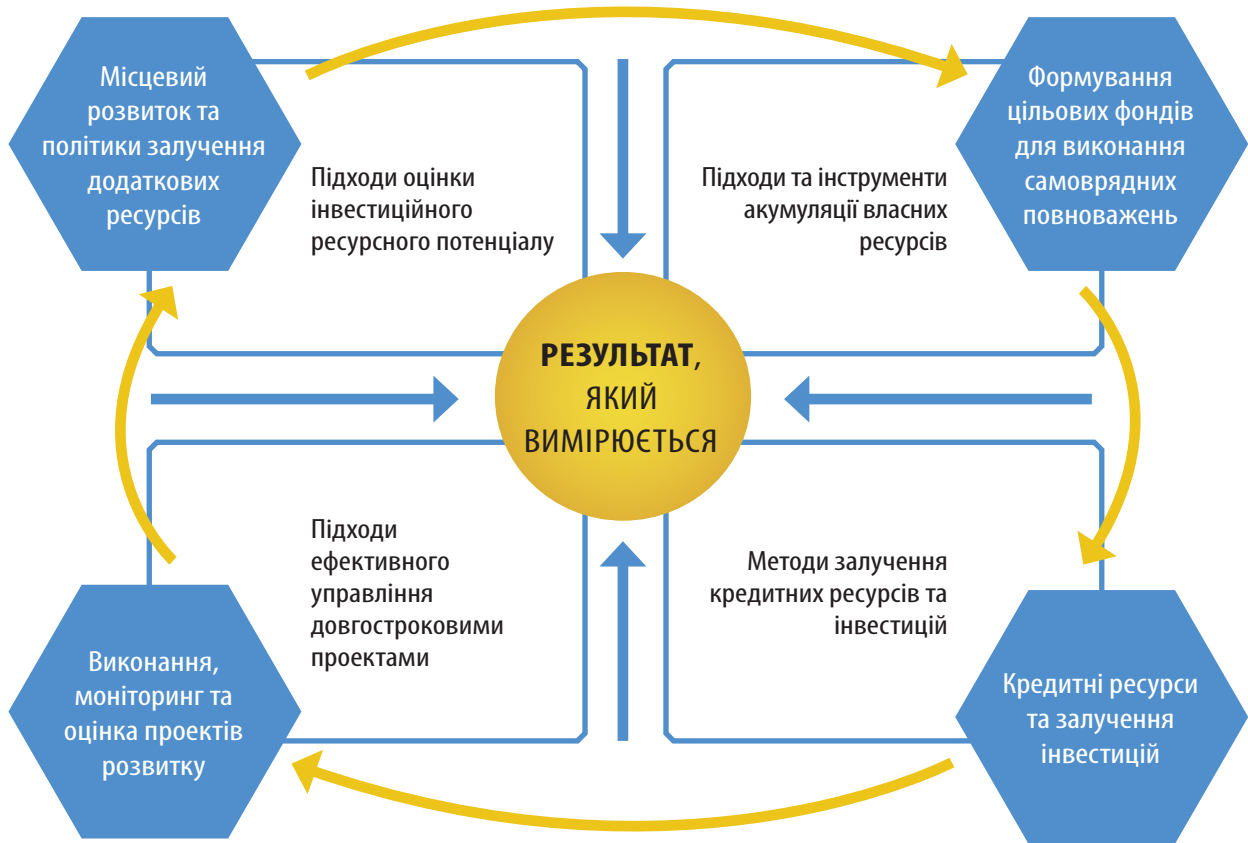 Місцевий
розвиток та
політики залучення
додаткових
ресурсів
Підходи оцінки
інвестиційного
ресурсного потенціалу
Підходи та інструменти
акумуляції власних
ресурсів
Формування
цільових фондів
для виконання
самоврядних
повноважень
РЕЗУЛЬТАТ,
ЯКИЙ
ВИМІРЮЄТЬСЯ
Виконання,
моніторинг та
оцінка проектів
розвитку
Підходи
ефективного
управління
довгостроковими
проектами
Методи залучення
кредитних ресурсів та
інвестицій
Кредитні ресурси
та залучення
інвестицій